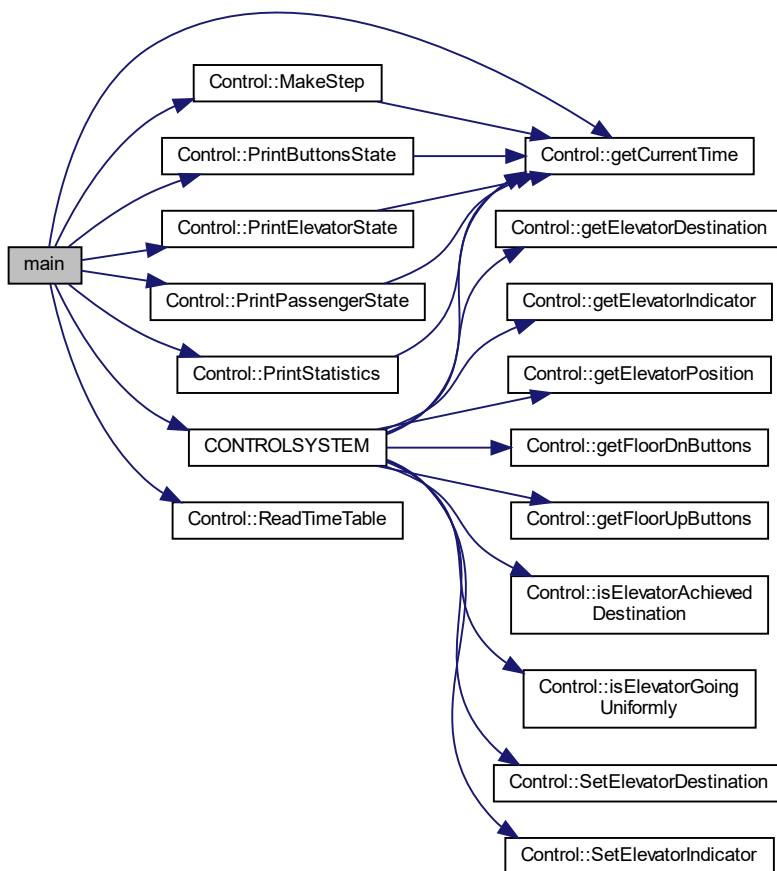 main
Control::MakeStep
Control::PrintButtonsState
Control::PrintElevatorState
Control::PrintPassengerState
Control::PrintStatistics
CONTROLSYSTEM
Control::ReadTimeTable
Control::getCurrentTime
Control::getElevatorDestination
Control::getElevatorIndicator
Control::getElevatorPosition
Control::getFloorDnButtons
Control::getFloorUpButtons
Control::isElevatorAchieved
Destination
Control::isElevatorGoing
Uniformly
Control::SetElevatorDestination
Control::SetElevatorIndicator